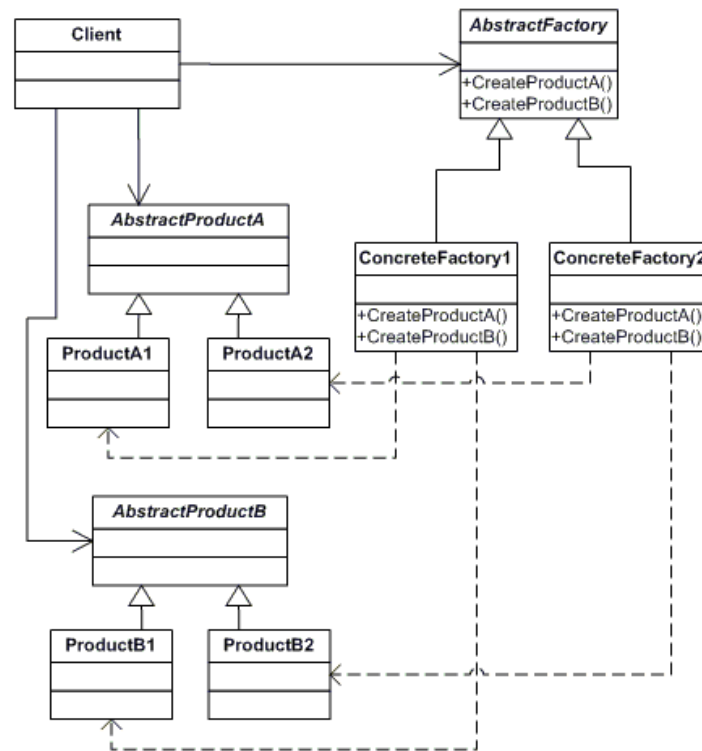 Client
AbstractFactory
+CreateProductA()
+CreateProductB()
AbstractProductA
ConcreteFactory1
+CreateProductA()
+CreateProductB()
ConcreteFactory2
+CreateProductA()
+CreateProductB()
ProductA1
ProductA2
AbstractProductB
ProductB1
ProductB2